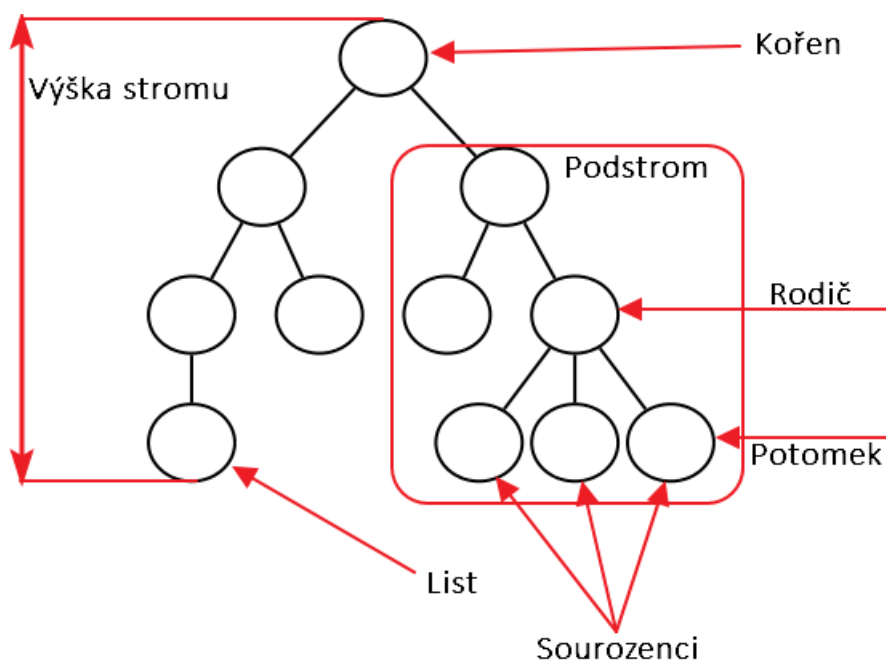 Kořen
Výška stromu
Podstrom
Rodič
Potomek
List
Sourozenci